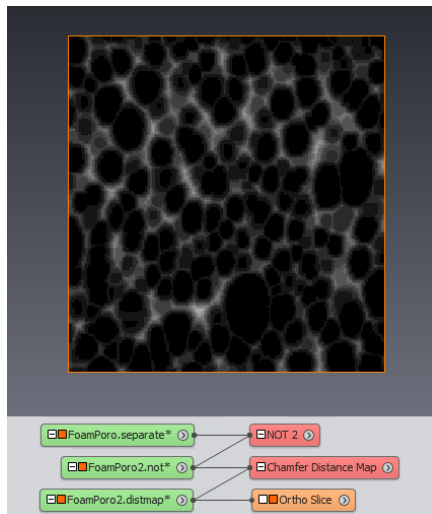 FoamPoro.separate*
NOT 2
FoamPoro2.not*
Chamfer Distance Map
FoamPoro2.distmap*
Ortho Slice